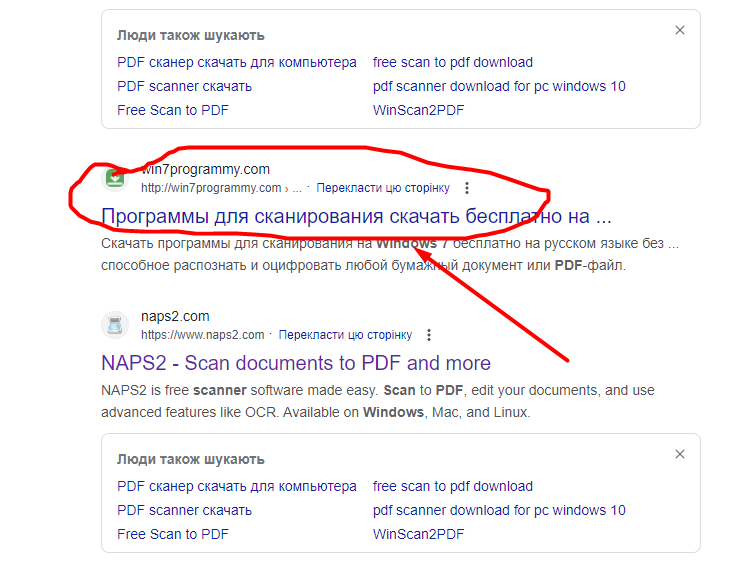 Люди також шукають
PDF сканер скачать для компьютера free scan to pdf download
PDF scanner скачать pdf scanner download for pc windows 10
Free Scan to PDF WinScan2PDF
win7programmy.com
http://win7programmy.com › ... · Перекласти цю сторінку
Программы для сканирования скачать бесплатно на ...
Скачать программы для сканирования на Windows 7 бесплатно на русском языке без ...
способное распознать и оцифровать любой бумажный документ или PDF-файл.
naps2.com
https://www.naps2.com · Перекласти цю сторінку
NAPS2 - Scan documents to PDF and more
NAPS2 is free scanner software made easy. Scan to PDF, edit your documents, and use
advanced features like OCR. Available on Windows, Mac, and Linux.
Люди також шукають
PDF сканер скачать для компьютера free scan to pdf download
PDF scanner скачать pdf scanner download for pc windows 10
Free Scan to PDF WinScan2PDF